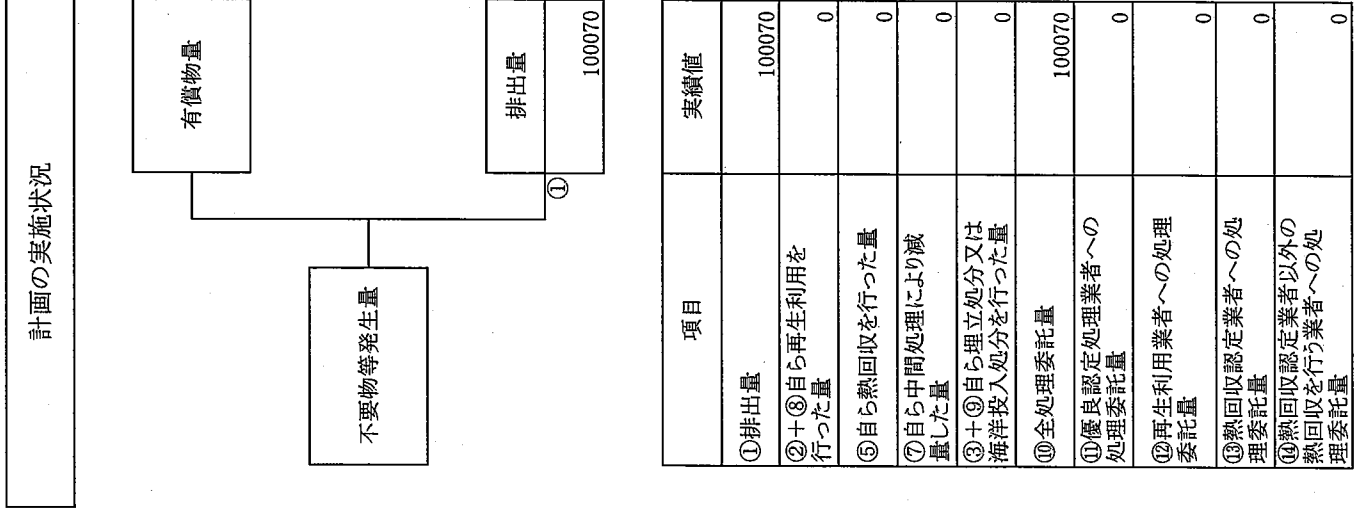 計画の実施状況
有償物量
不要物等発生量
排出量
①
100070
項目
実績値
①排出量
100070
②+⑧自ら再生利用を
行った量
0
⑤自ら熱回収を行った量
0
⑦自ら中間処理により減
量した量
0
③+⑨自ら埋立処分又は
海洋投入処分を行った量
0
⑩全処理委託量
100070
⑪優良認定処理業者への
処理委託量
0
⑫再生利用業者への処理
委託量
0
⑬熱回収認定業者への処
理委託量
0
⑭熱回収認定業者以外の
熱回収を行う業者への処
理委託量
0